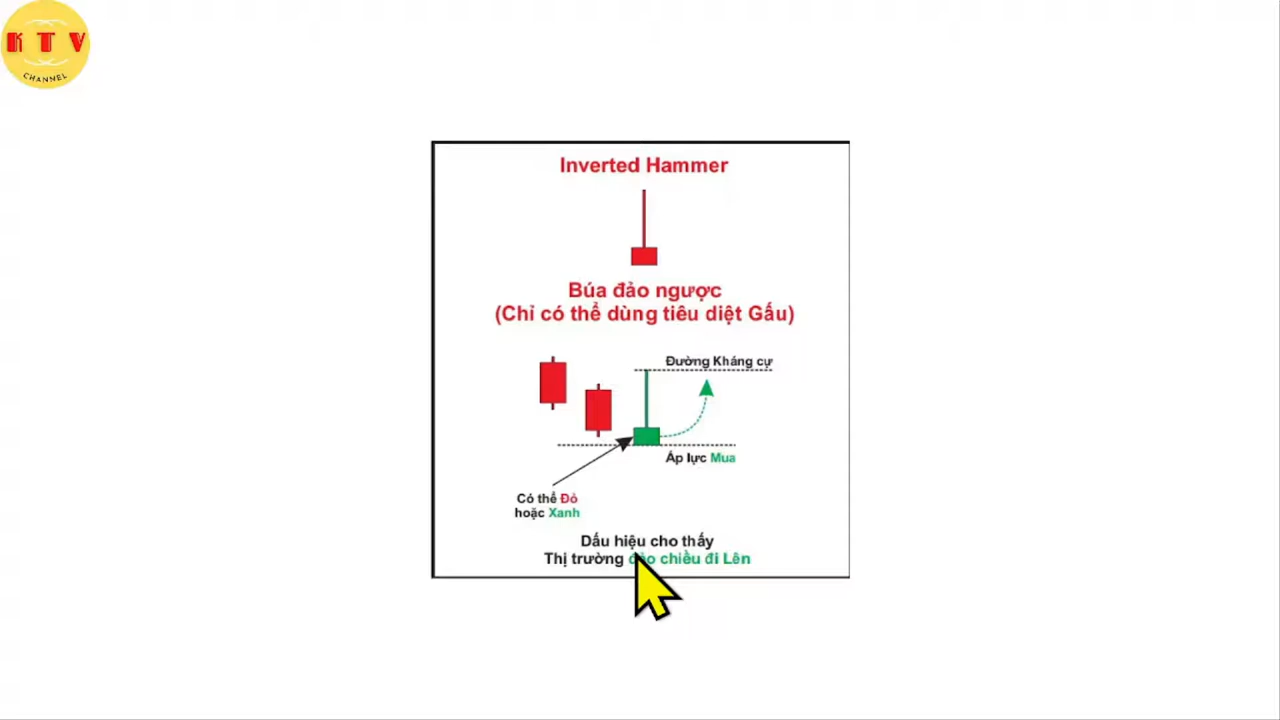 K T V
CHANNEL
Inverted Hammer
Búa đảo ngược
(Chỉ có thể dùng tiêu diệt Gấu)
Đường Kháng cự
Áp lực Mua
Có thể Đỏ
hoặc Xanh
Dấu hiệu cho thấy
Thị trường đảo chiều đi Lên